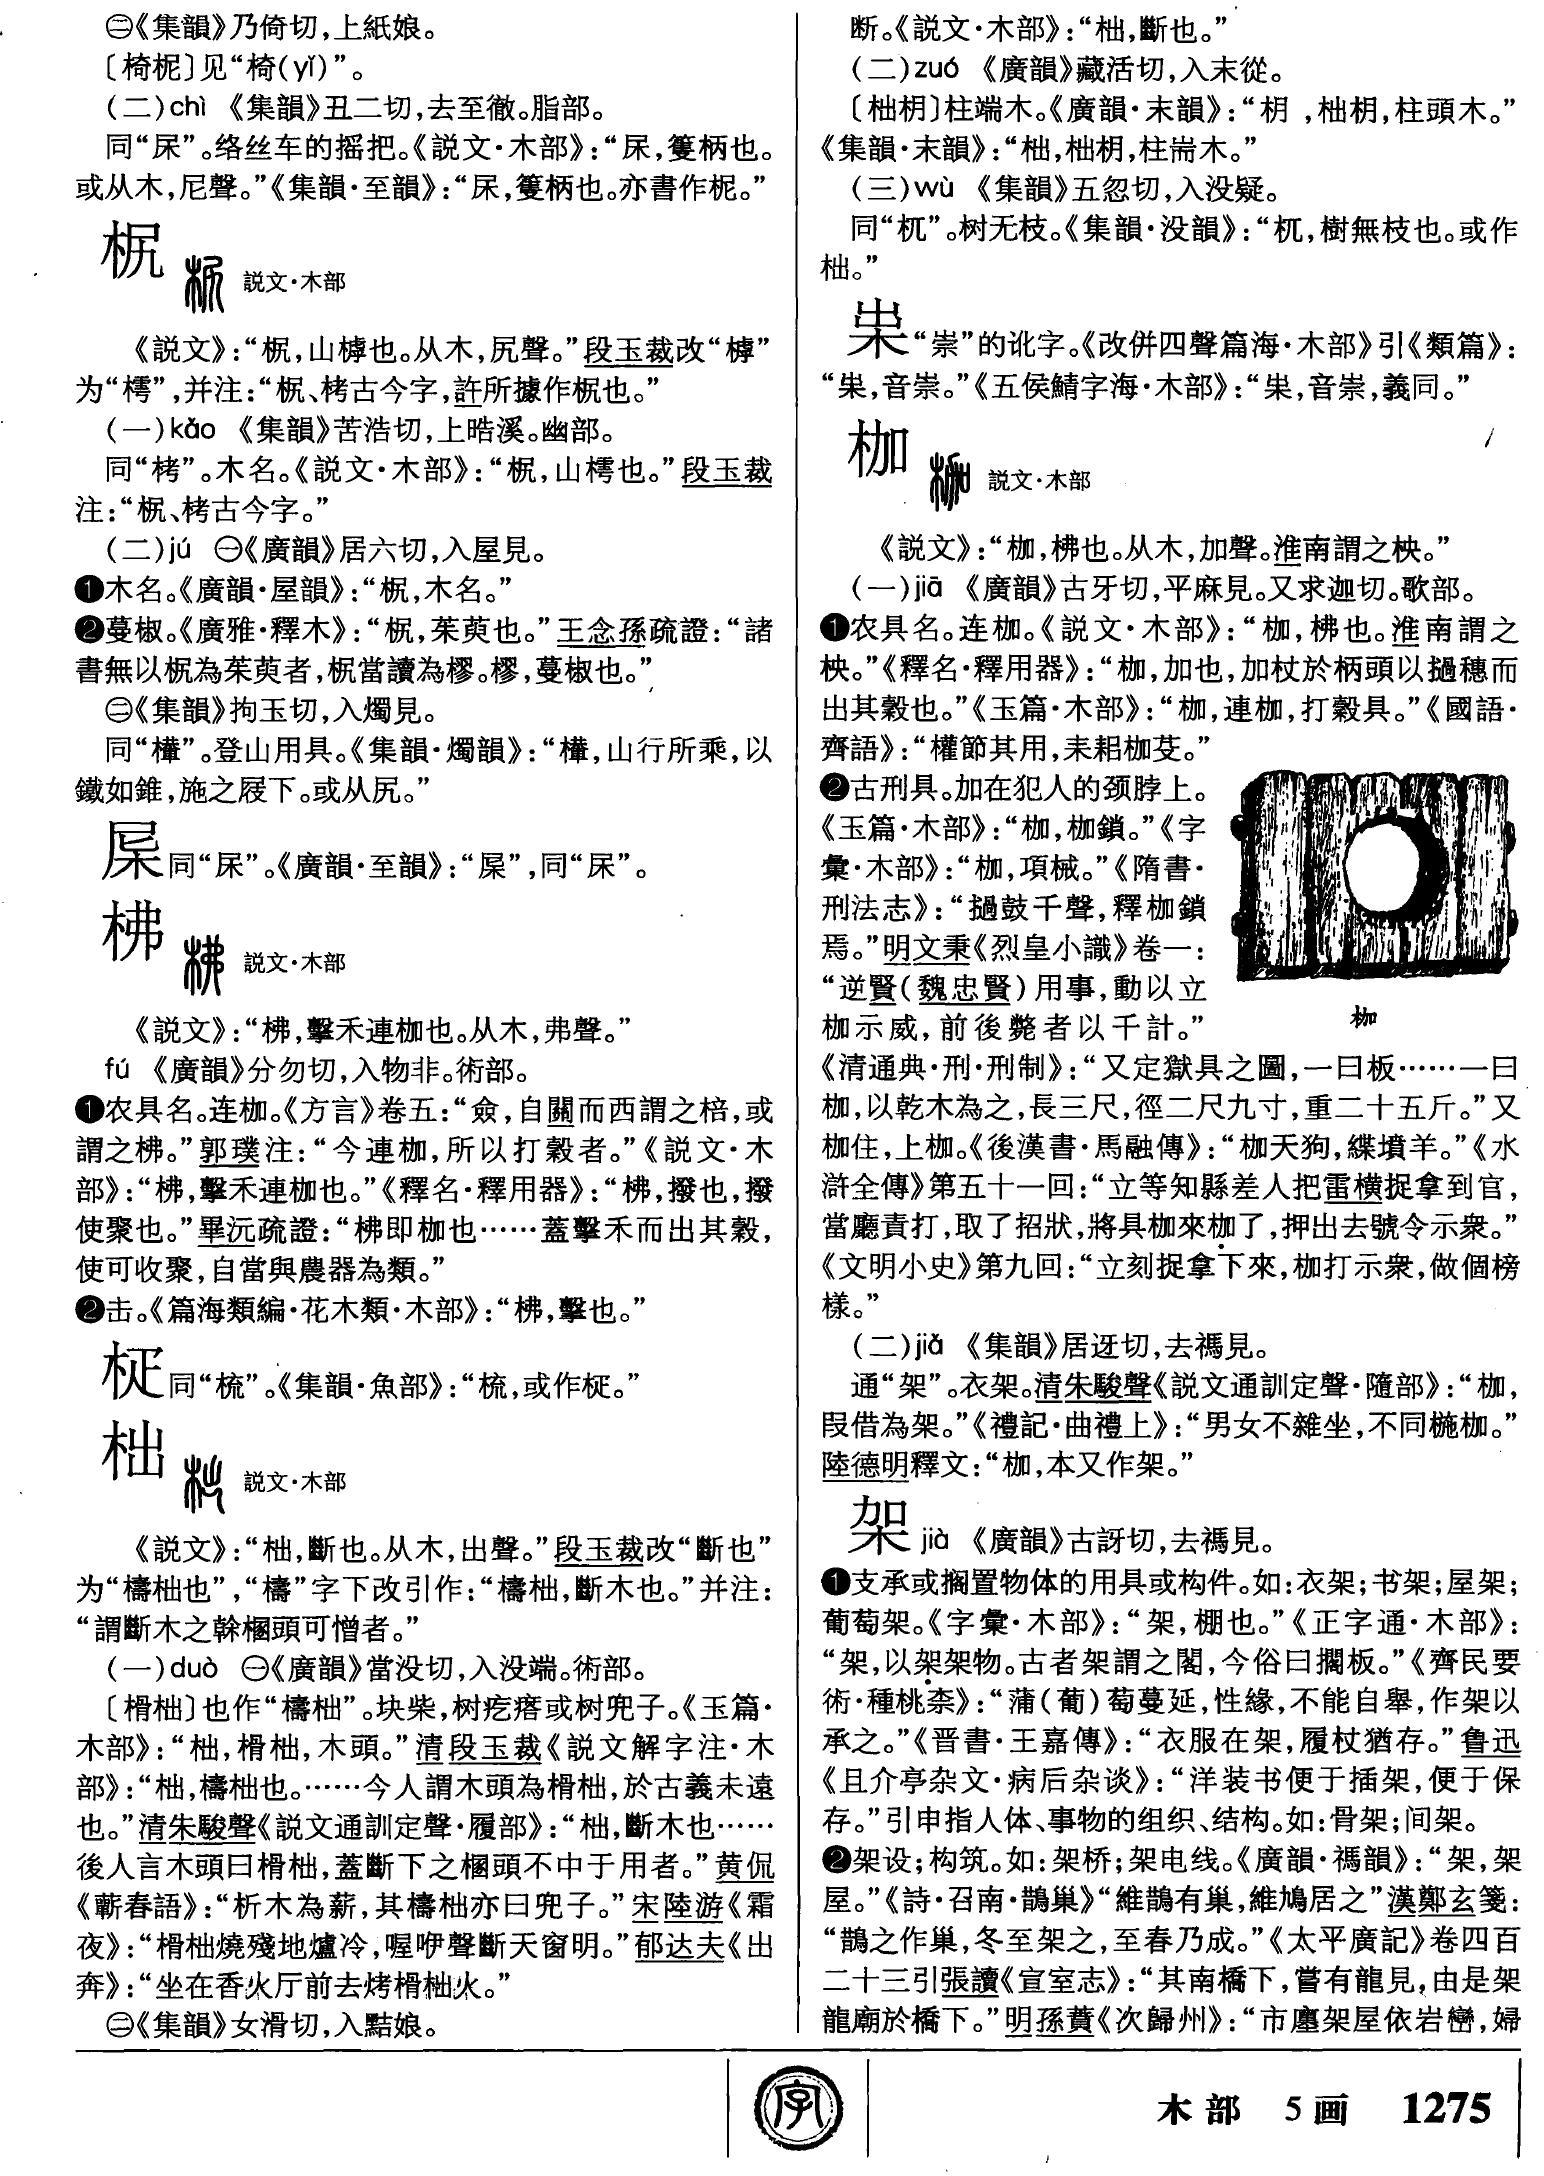 ㊁《集韻》乃倚切，上紙娘。
〔椅柅〕见“椅(yǐ)”。
(二)chì 《集韻》丑二切，去至徹。脂部。
同“杘”。络丝车的摇把。《説文·木部》：“杘，籆柄也。
或从木，尼聲。”《集韻·至韻》：“杘，籆柄也。亦書作柅。”
㭍 説文·木部
《説文》：“，山樗也。从木，尻聲。”段玉裁改“樗”
为“樗”，并注：“、栲古今字，許所據作也。”
(一)kǎo 《集韻》苦浩切，上晧溪。幽部。
同“栲”。木名。《説文·木部》：“，山樗也。”段玉裁
注：“、栲古今字。”
(二)jú ㊀《廣韻》居六切，入屋見。
❶木名。《廣韻·屋韻》：“，木名。”
❷蔓椒。《廣雅·釋木》：“，茱萸也。”王念孫疏證：“諸
書無以為茱萸者，當讀為樛。樛，蔓椒也。”
㊁《集韻》拘玉切，入燭見。
同“檋”。登山用具。《集韻·燭韻》：“檋，山行所乘，以
鐵如錐，施之屐下。或从尻。”
同“杘”。《廣韻·至韻》：“”，同“杘”。
柫 説文·木部
《説文》：“柫，擊禾連枷也。从木，弗聲。”
fú 《廣韻》分勿切，入物非。術部。
❶农具名。连枷。《方言》卷五：“僉，自關而西謂之棓，或
謂之柫。”郭璞注：“今連枷，所以打穀者。”《説文·木
部》：“柫，擊禾連枷也。”《釋名·釋用器》：“柫，撥也，撥
使聚也。”畢沅疏證：“柫即枷也……蓋擊禾而出其穀，
使可收聚，自當與農器為類。”
❷击。《篇海類編·花木類·木部》：“柫，擊也。”
同“梳”。《集韻·魚部》：“梳，或作。”
柮 説文·木部
《説文》：“柮，斷也。从木，出聲。”段玉裁改“斷也”
为“檮柮也”，“檮”字下改引作：“檮柮，斷木也。”并注：
“謂斷木之榦梱頭可憎者。”
(一)duò ㊀《廣韻》當没切，入没端。術部。
〔榾柮〕也作“檮柮”。块柴，树疙瘩或树兜子。《玉篇·
木部》：“柮，榾柮，木頭。”清段玉裁《説文解字注·木
部》：“柮，檮柮也。……今人謂木頭為榾柮，於古義未遠
也。”清朱駿聲《説文通訓定聲·履部》：“柮，斷木也……
後人言木頭曰榾柮，蓋斷下之梱頭不中于用者。”黄侃
《蘄春語》：“析木為薪，其檮柮亦曰兜子。”宋陸游《霜
夜》：“榾柮燒殘地爐冷，喔咿聲斷天窗明。”郁达夫《出
奔》：“坐在香火厅前去烤榾柮火。”
㊁《集韻》女滑切，入黠娘。
断。《説文·木部》：“柮，斷也。”
(二)zuó 《廣韻》藏活切，入末從。
〔柮枂〕柱端木。《廣韻·末韻》：“枂，柮枂，柱頭木。”
《集韻·末韻》：“柮，柮枂，柱耑木。”
(三)wù 《集韻》五忽切，入没疑。
同“杌”。树无枝。《集韻·没韻》：“杌，樹無枝也。或作
柮。”
“祟”的讹字。《改併四聲篇海·木部》引《類篇》：
“，音祟。”《五侯鯖字海·木部》：“，音祟，義同。”
枷 説文·木部
《説文》：“枷，柫也。从木，加聲。淮南謂之柍。”
(一)jiā 《廣韻》古牙切，平麻見。又求迦切。歌部。
❶农具名。连枷。《説文·木部》：“枷，柫也。淮南謂之
柍。”《釋名·釋用器》：“枷，加也，加杖於柄頭以撾穗而
出其穀也。”《玉篇·木部》：“枷，連枷，打穀具。”《國語·
齊語》：“權節其用，耒耜枷芟。”
❷古刑具。加在犯人的颈脖上。
《玉篇·木部》：“枷，枷鎖。”《字
彙·木部》：“枷，項械。”《隋書·
刑法志》：“撾鼓千聲，釋枷鎖
焉。”明文秉《烈皇小識》卷一：
“逆賢(魏忠賢)用事，動以立
枷示威，前後斃者以千計。”
枷
《清通典·刑·刑制》：“又定獄具之圖，一曰板……一曰
枷，以乾木為之，長三尺，徑二尺九寸，重二十五斤。”又
枷住，上枷。《後漢書·馬融傳》：“枷天狗，緤墳羊。”《水
滸全傳》第五十一回：“立等知縣差人把雷横捉拿到官，
當廳責打，取了招狀，將具枷來枷了，押出去號令示衆。”
《文明小史》第九回：“立刻捉拿下來，枷打示衆，做個榜
樣。”
(二)jià 《集韻》居迓切，去禡見。
通“架”。衣架。清朱駿聲《説文通訓定聲·隨部》：“枷，
叚借為架。”《禮記·曲禮上》：“男女不雜坐，不同椸枷。”
陸德明釋文：“枷，本又作架。”
架 jià 《廣韻》古訝切，去禡見。
❶支承或搁置物体的用具或构件。如：衣架；书架；屋架；
葡萄架。《字彙·木部》：“架，棚也。”《正字通·木部》：
“架，以架架物。古者架謂之閣，今俗曰擱板。”《齊民要
術·種桃柰》：“蒲(葡)萄蔓延，性緣，不能自舉，作架以
承之。”《晋書·王嘉傳》：“衣服在架，履杖猶存。”鲁迅
《且介亭杂文·病后杂谈》：“洋装书便于插架，便于保
存。”引申指人体、事物的组织、结构。如：骨架；间架。
❷架设；构筑。如：架桥；架电线。《廣韻·禡韻》：“架，架
屋。”《詩·召南·鵲巢》“維鵲有巢，維鳩居之”漢鄭玄箋：
“鵲之作巢，冬至架之，至春乃成。”《太平廣記》卷四百
二十三引張讀《宣室志》：“其南橋下，嘗有龍見，由是架
龍廟於橋下。”明孫蕡《次歸州》：“市廛架屋依岩巒，婦
字
木部 5画 1275